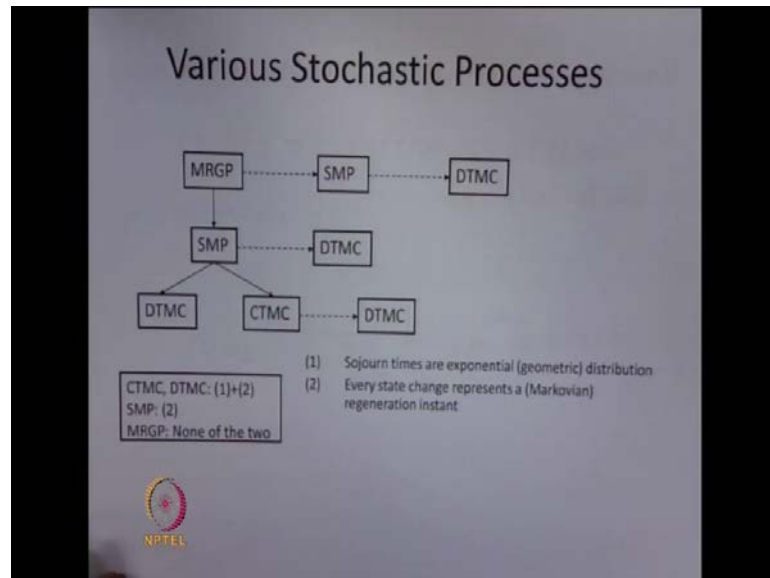 Various Stochastic Processes
MRGP SMP DTMC
SMP DTMC
DTMC CTMC DTMC
(1) Sojourn times are exponential (geometric) distribution
(2) Every state change represents a (Markovian)
regeneration instant
CTMC, DTMC: (1)+(2)
SMP: (2)
MRGP: None of the two
NPTEL